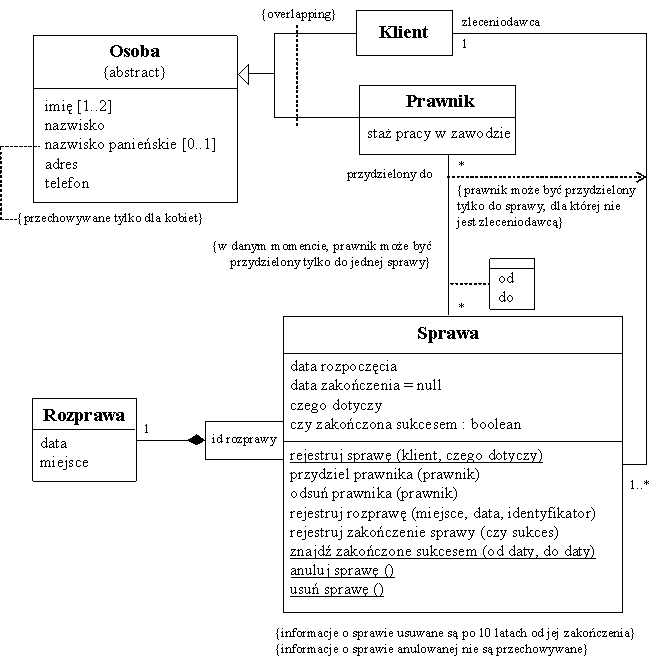 {overlapping}
zleceniodawca
Klient
1
Osoba
{abstract}
imię [1..2]
nazwisko
nazwisko panieńskie [0..1]
adres
telefon
{przechowywane tylko dla kobiet}
Prawnik
staż pracy w zawodzie
*
przydzielony do
{prawnik może być przydzielony
tylko do sprawy, dla której nie
jest zleceniodawcą}
{w danym momencie, prawnik może być
przydzielony tylko do jednej sprawy}
od
do
*
Sprawa
data rozpoczęcia
data zakończenia = null
czego dotyczy
czy zakończona sukcesem : boolean
Rozprawa
data
miejsce
1
id rozprawy
rejestruj sprawę (klient, czego dotyczy)
przydziel prawnika (prawnik)
odsuń prawnika (prawnik)
rejestruj rozprawę (miejsce, data, identyfikator)
rejestruj zakończenie sprawy (czy sukces)
znajdź zakończone sukcesem (od daty, do daty)
anuluj sprawę ()
usuń sprawę ()
1..*
{informacje o sprawie usuwane są po 10 latach od jej zakończenia}
{informacje o sprawie anulowanej nie są przechowywane}